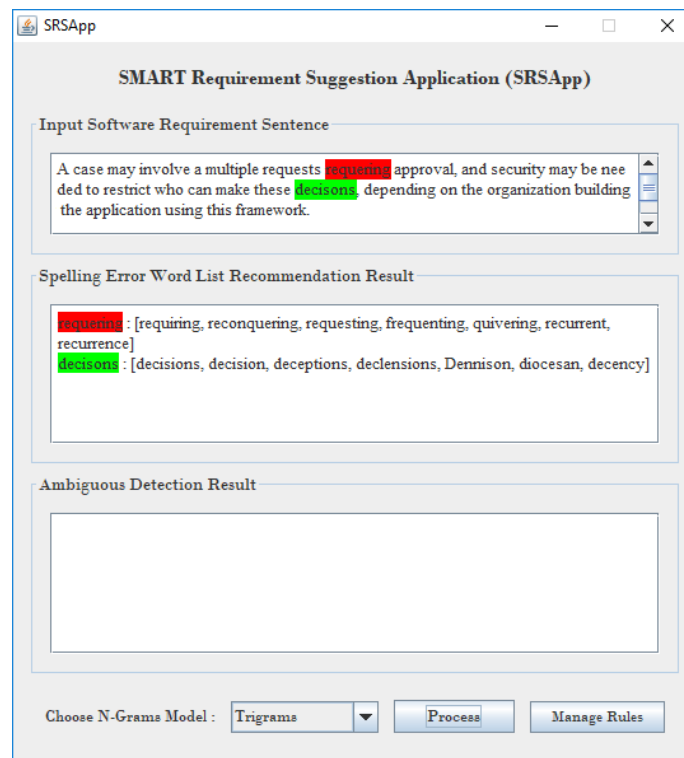 SRSApp
SMART Requirement Suggestion Application (SRSApp)
Input Software Requirement Sentence
A case may involve a multiple requests requering approval, and security may be nee
ded to restrict who can make these decisons, depending on the organization building
the application using this framework.
Spelling Error Word List Recommendation Result
requering : [requiring, reconquering, requesting, frequenting, quivering, recurrent,
recurrence]
decisons : [decisions, decision, deceptions, declensions, Dennison, diocesan, decency]
Ambiguous Detection Result
Choose N-Grams Model : Trigrams Process Manage Rules